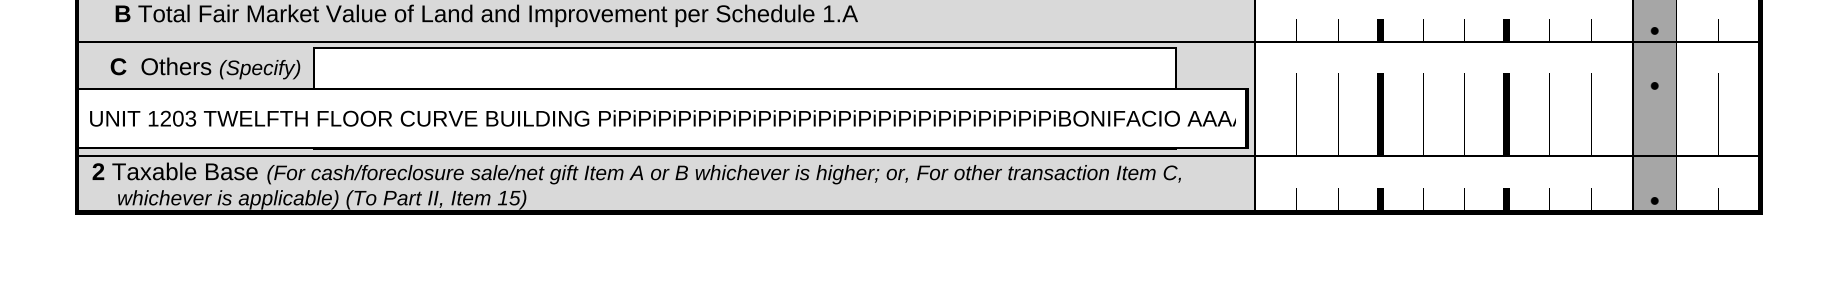 B Total Fair Market Value of Land and Improvement per Schedule 1.A
C Others (Specify)
UNIT 1203 TWELFTH FLOOR CURVE BUILDING PiPiPiPiPiPiPiPiPiPiPiPiPiPiPiPiPiPiPiPiPiPiPiBONIFACIO AAA
2 Taxable Base (For cash/foreclosure sale/net gift Item A or B whichever is higher; or, For other transaction Item C,
whichever is applicable) (To Part II, Item 15)